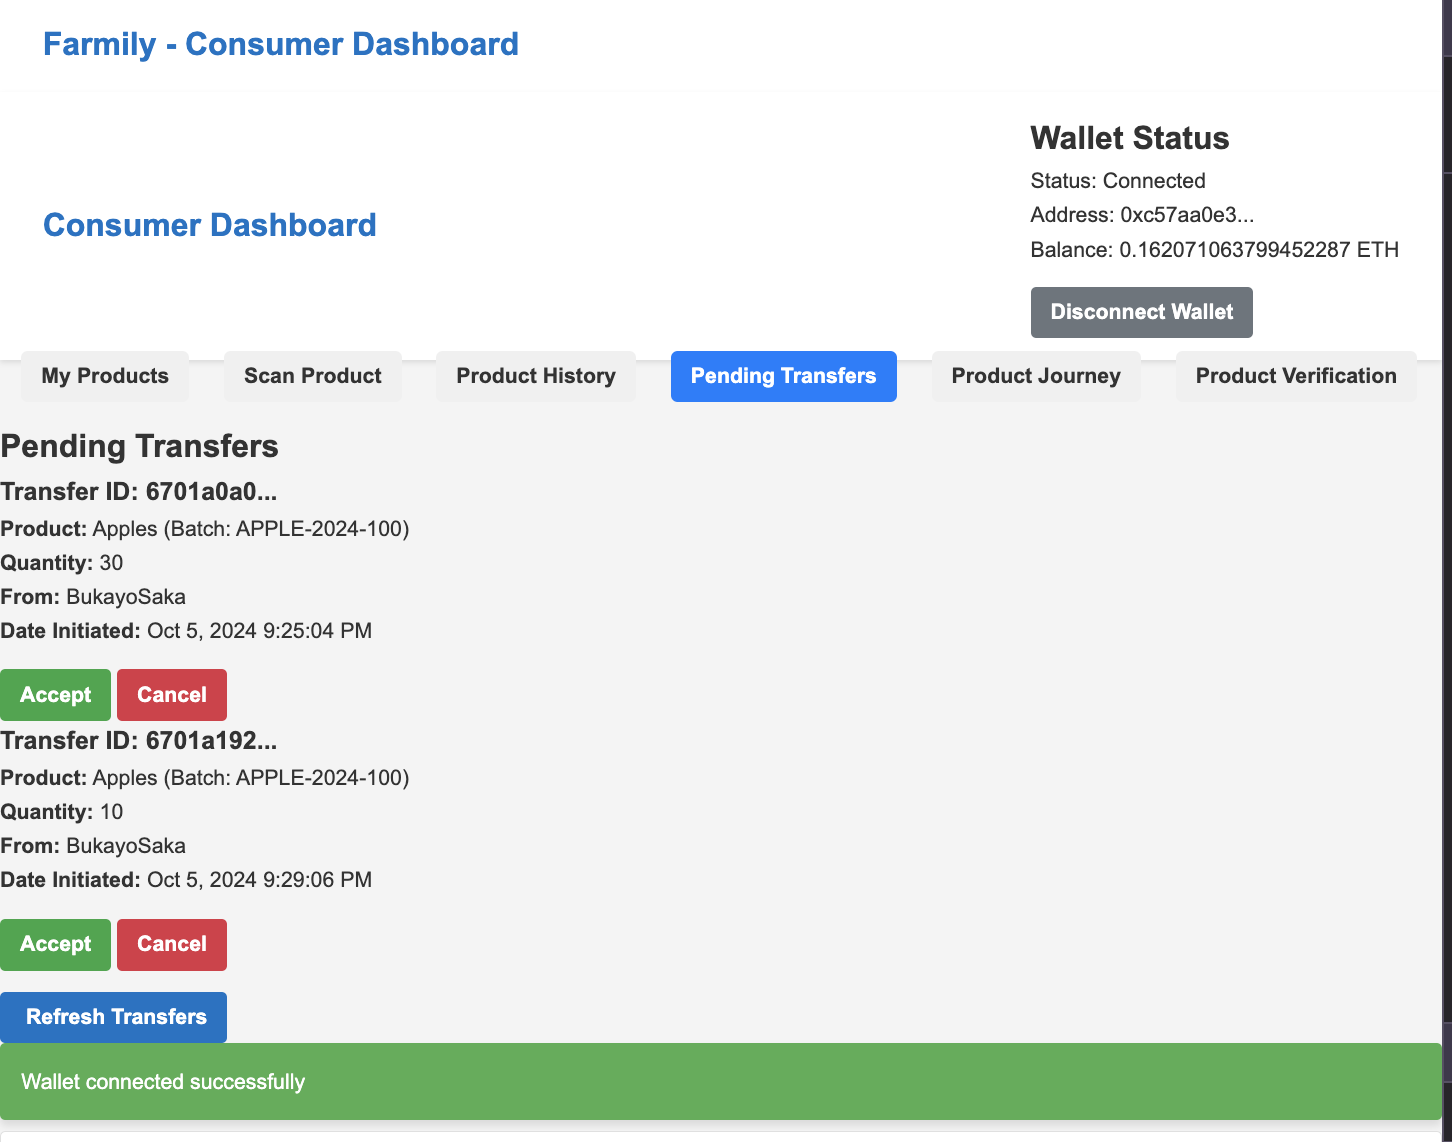 Farmily - Consumer Dashboard
Consumer Dashboard
Wallet Status
Status: Connected
Address: 0xc57aa0e3...
Balance: 0.162071063799452287 ETH
Disconnect Wallet
My Products
Scan Product
Product History
Pending Transfers
Product Journey
Product Verification
Pending Transfers
Transfer ID: 6701a0a0...
Product: Apples (Batch: APPLE-2024-100)
Quantity: 30
From: BukayoSaka
Date Initiated: Oct 5, 2024 9:25:04 PM
Accept Cancel
Transfer ID: 6701a192...
Product: Apples (Batch: APPLE-2024-100)
Quantity: 10
From: BukayoSaka
Date Initiated: Oct 5, 2024 9:29:06 PM
Accept Cancel
Refresh Transfers
Wallet connected successfully